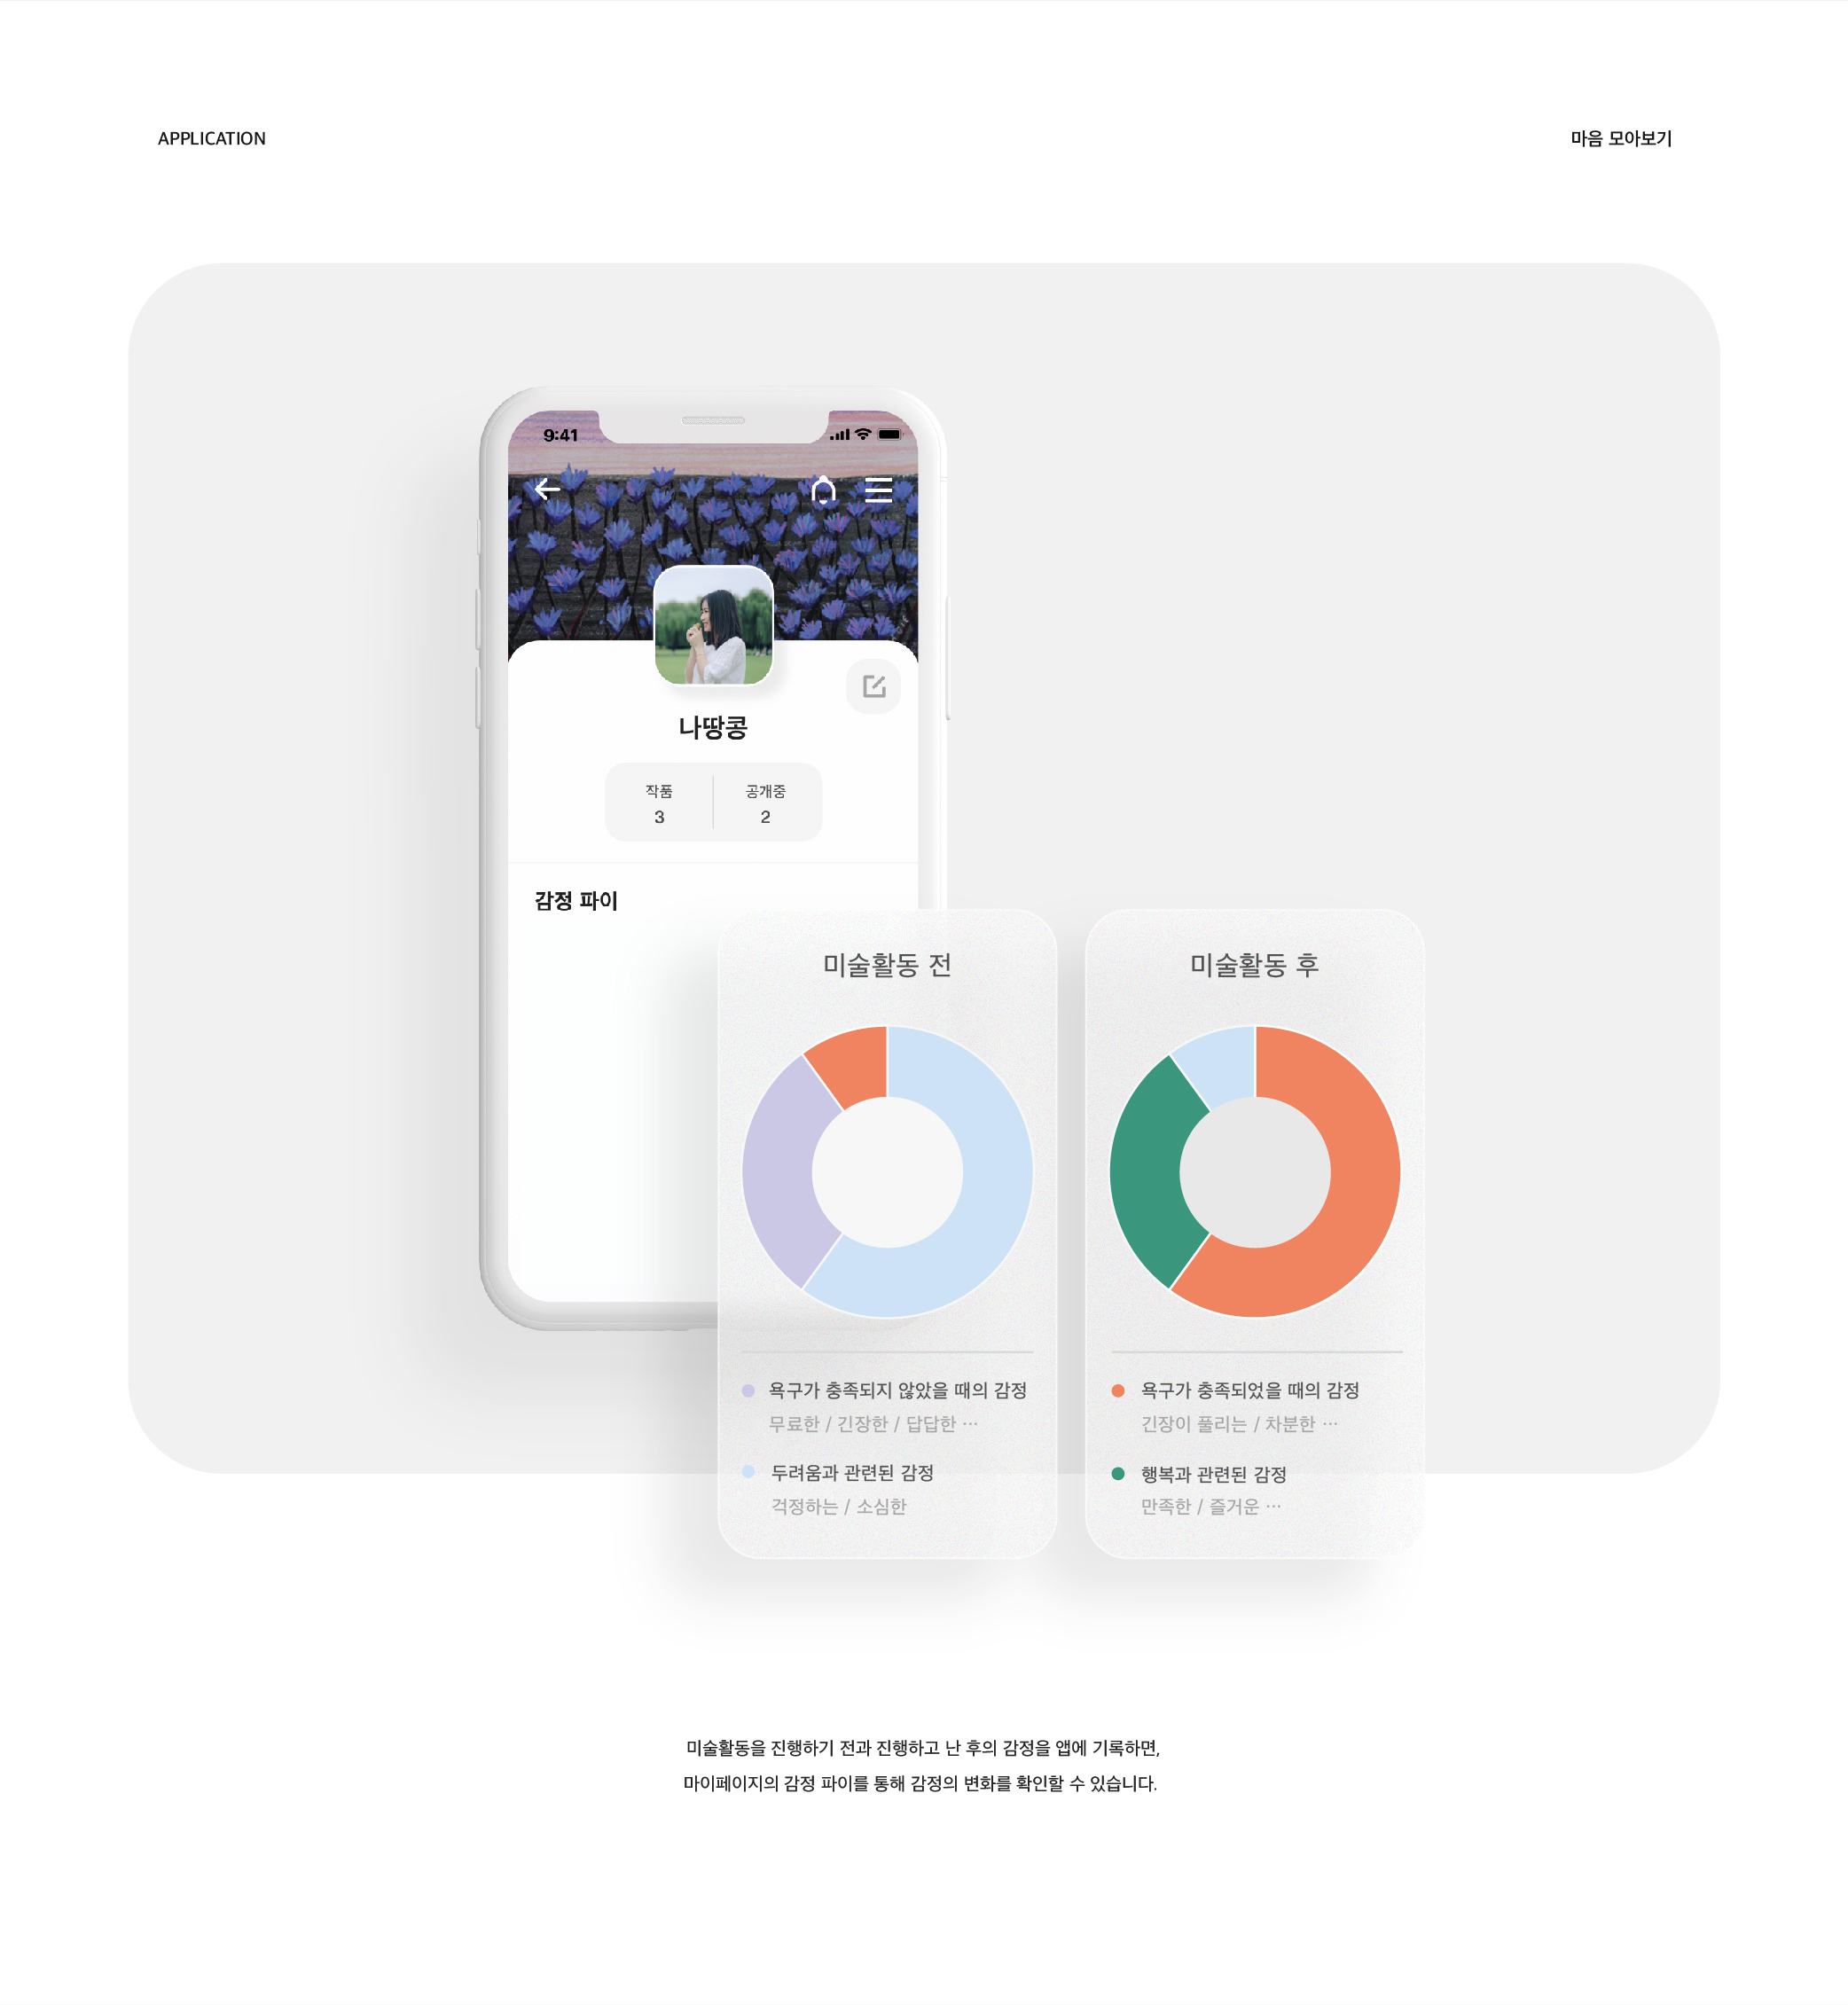 APPLICATION
마음 모아보기
9:41
나땅콩
작품
3
공개중
2
감정 파이
미술활동 전
욕구가 충족되지 않았을 때의 감정
무료한 / 긴장한 / 답답한 ···
두려움과 관련된 감정
걱정하는 / 소심한
미술활동 후
욕구가 충족되었을 때의 감정
긴장이 풀리는 / 차분한 ···
행복과 관련된 감정
만족한 / 즐거운 ···
미술활동을 진행하기 전과 진행하고 난 후의 감정을 앱에 기록하면,
마이페이지의 감정 파이를 통해 감정의 변화를 확인할 수 있습니다.